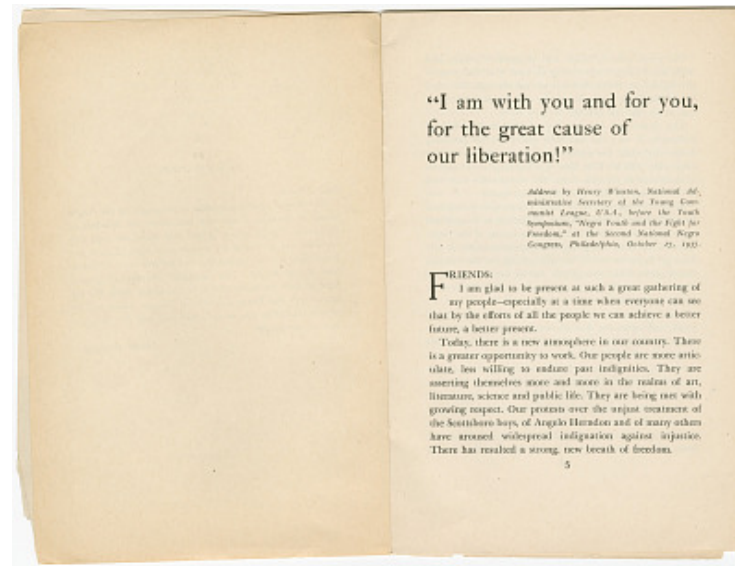 “I am with you and for you,
for the great cause of
our liberation!”
Address by Henry Winston, National Ad-
ministrative Secretary of the Young Com-
munist League, U.S.A., before the Youth
Symposium, “Negro Youth and the Fight for
Freedom,” at the Second National Negro
Congress, Philadelphia, October 17, 1937.
FRIENDS:
I am glad to be present at such a great gathering of
my people—especially at a time when everyone can see
that by the efforts of all the people we can achieve a better
future, a better present.
Today, there is a new atmosphere in our country. There
is a greater opportunity to work. Our people are more artic-
ulate, less willing to endure past indignities. They are
asserting themselves more and more in the realms of art,
literature, science and public life. They are being met with
growing respect. Our protests over the unjust treatment of
the Scottsboro boys, of Angelo Herndon and of many others
have aroused widespread indignation against injustice.
There has resulted a strong, new breath of freedom.